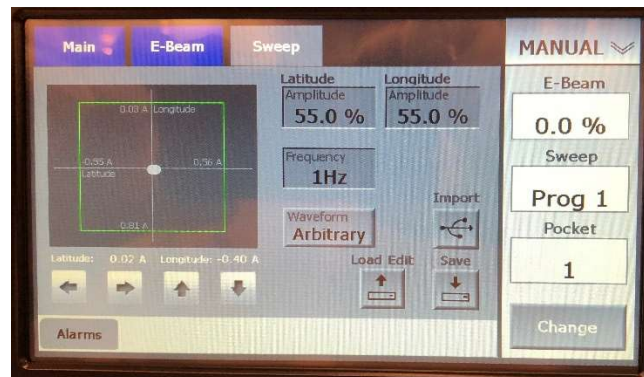 Main
E-Beam
Sweep
MANUAL
Latitude
Longitude
Amplitude
55.0 %
Amplitude
55.0 %
E-Beam
0.0 %
0.03 A Longitude
0.56 A
Latitude
0.81 A
Frequency
1Hz
Sweep
Prog 1
Waveform
Arbitrary
Import
Pocket
1
Latitude: 0.02 A Longitude: -0.40 A
Load Edit
Save
Alarms
Change